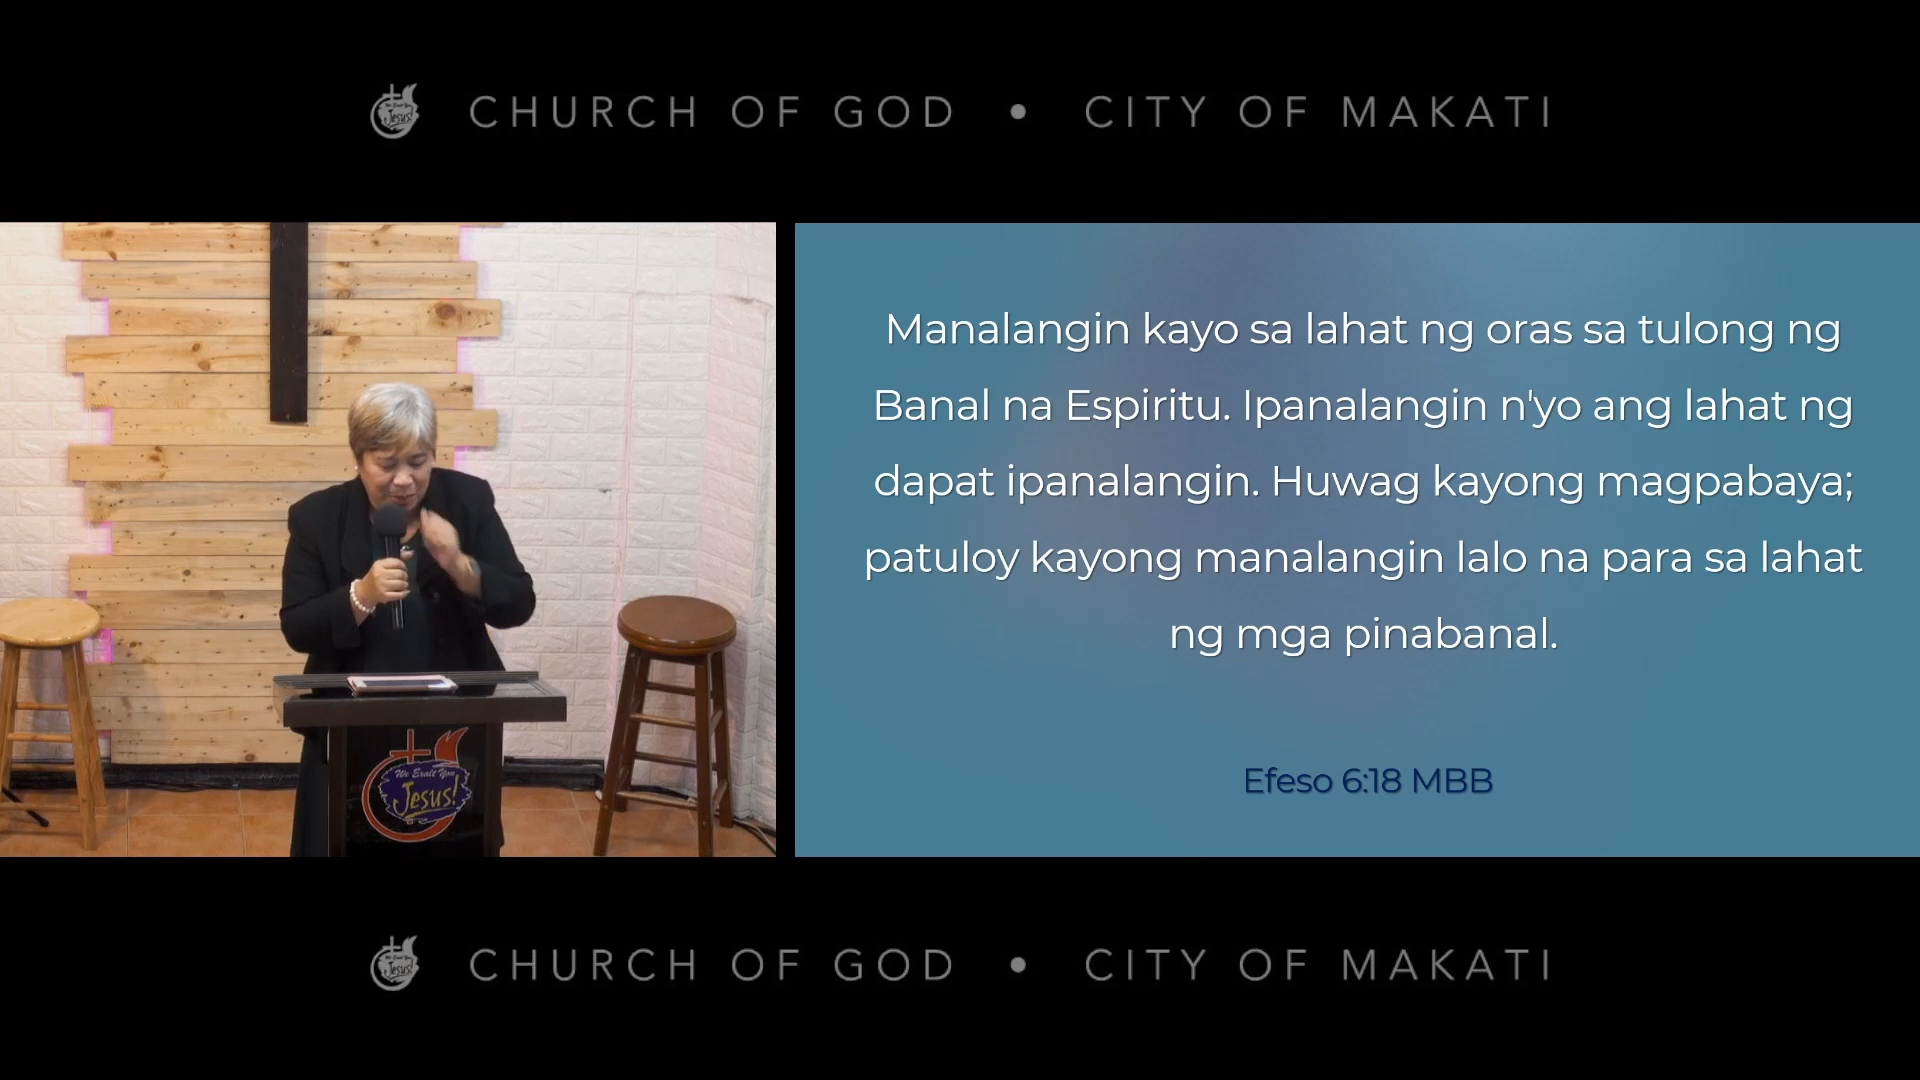 CHURCH OF GOD • CITY OF MAKATI
Manalangin kayo sa lahat ng oras sa tulong ng
Banal na Espiritu. Ipanalangin n'yo ang lahat ng
dapat ipanalangin. Huwag kayong magpabaya;
patuloy kayong manalangin lalo na para sa lahat
ng mga pinabanal.
Efeso 6:18 MBB
We Exalt You
Jesus!
CHURCH OF GOD • CITY OF MAKATI